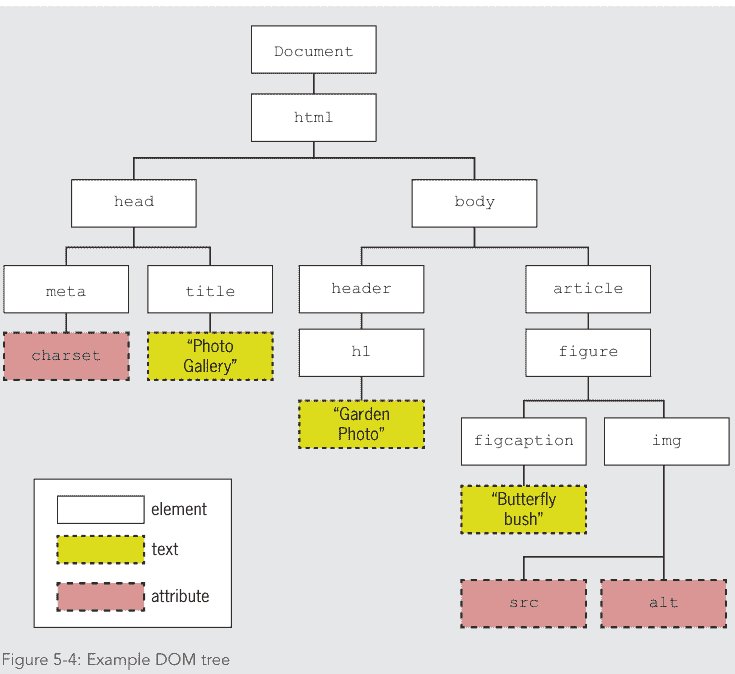 Document
html
head
body
meta
title
header
article
charset
“Photo
Gallery”
h1
figure
“Garden
Photo”
figcaption
img
“Butterfly
bush”
element
text
attribute
src
alt
Figure 5-4: Example DOM tree